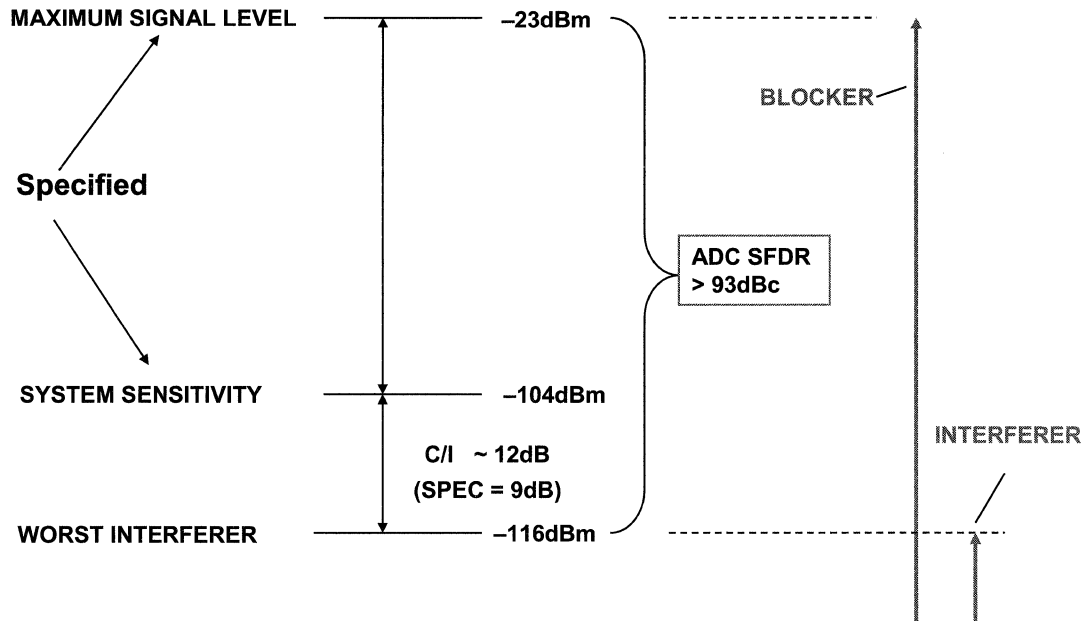 MAXIMUM SIGNAL LEVEL
–23dBm
BLOCKER
Specified
ADC SFDR
> 93dBc
SYSTEM SENSITIVITY
–104dBm
INTERFERER
C/I ~ 12dB
(SPEC = 9dB)
WORST INTERFERER
–116dBm